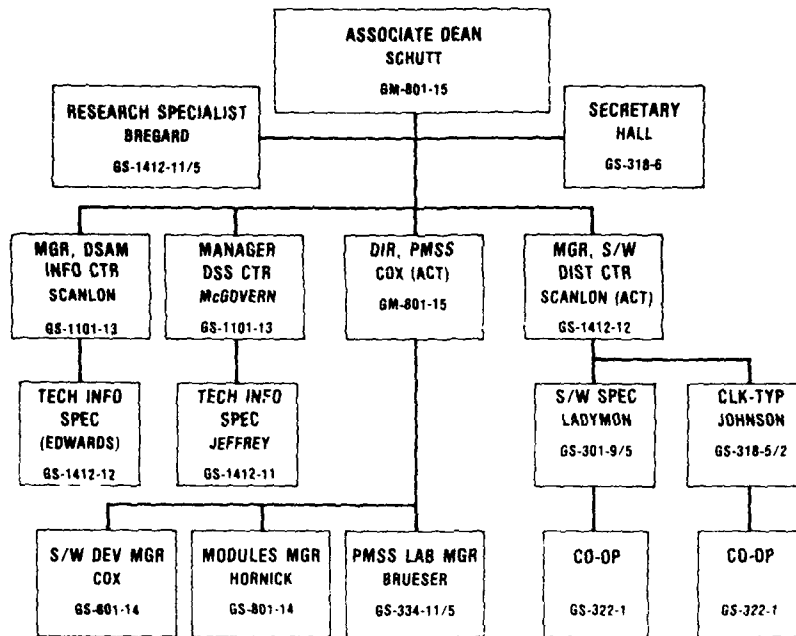 ASSOCIATE DEAN
SCHUTT
GM-801-15
RESEARCH SPECIALIST
BREGARD
GS-1412-11/5
SECRETARY
HALL
GS-318-6
MGR, DSAM
INFO CTR
SCANLON
GS-1101-13
MANAGER
DSS CTR
McGOVERN
GS-1101-13
DIR, PMSS
COX (ACT)
GM-801-15
MGR, S/W
DIST CTR
SCANLON (ACT)
GS-1412-12
TECH INFO
SPEC
(EDWARDS)
GS-1412-12
TECH INFO
SPEC
JEFFREY
GS-1412-11
S/W SPEC
LADYMON
GS-301-9/5
CLK-TYP
JOHNSON
GS-318-5/2
S/W DEV MGR
COX
GS-801-14
MODULES MGR
HORNICK
GS-801-14
PMSS LAB MGR
BRUESER
GS-334-11/5
CO-OP
GS-322-1
CO-OP
GS-322-1